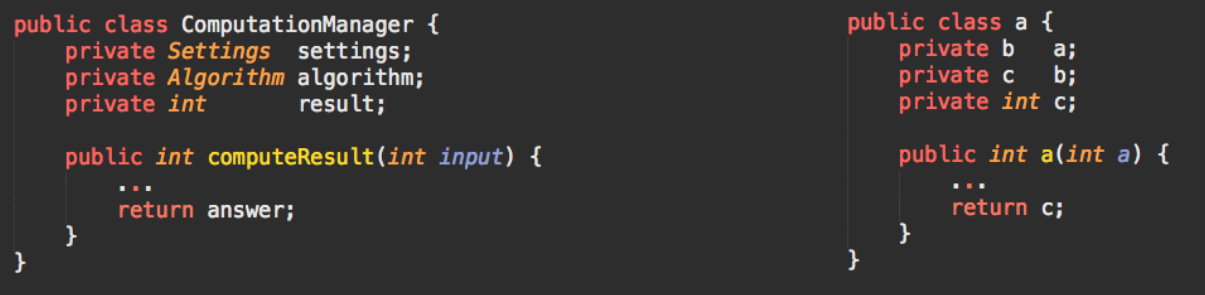 public class ComputationManager {
    private Settings  settings;
    private Algorithm algorithm;
    private int       result;

    public int computeResult(int input) {
        ...
        return answer;
    }
}
public class a {
    private b   a;
    private c   b;
    private int c;

    public int a(int a) {
        ...
        return c;
    }
}